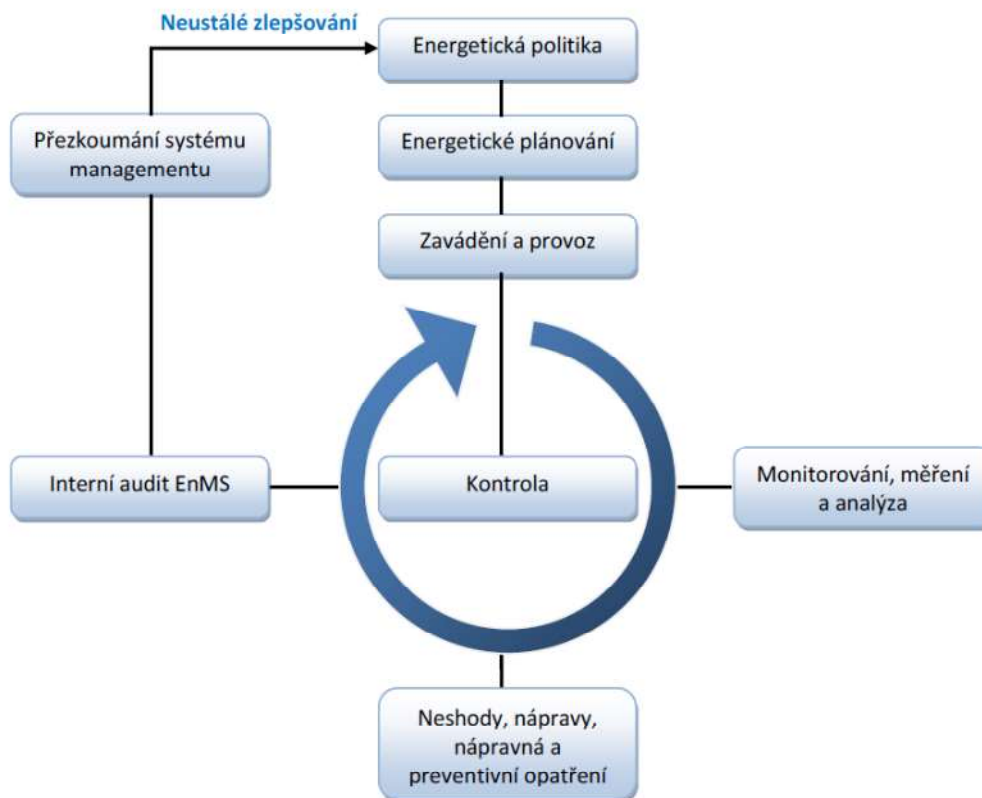 Neustálé zlepšování
Energetická politika
Přezkoumání systému
managementu
Energetické plánování
Zavádění a provoz
Interní audit EnMS
Kontrola
Monitorování, měření
a analýza
Neshody, nápravy,
nápravná a
preventivní opatření